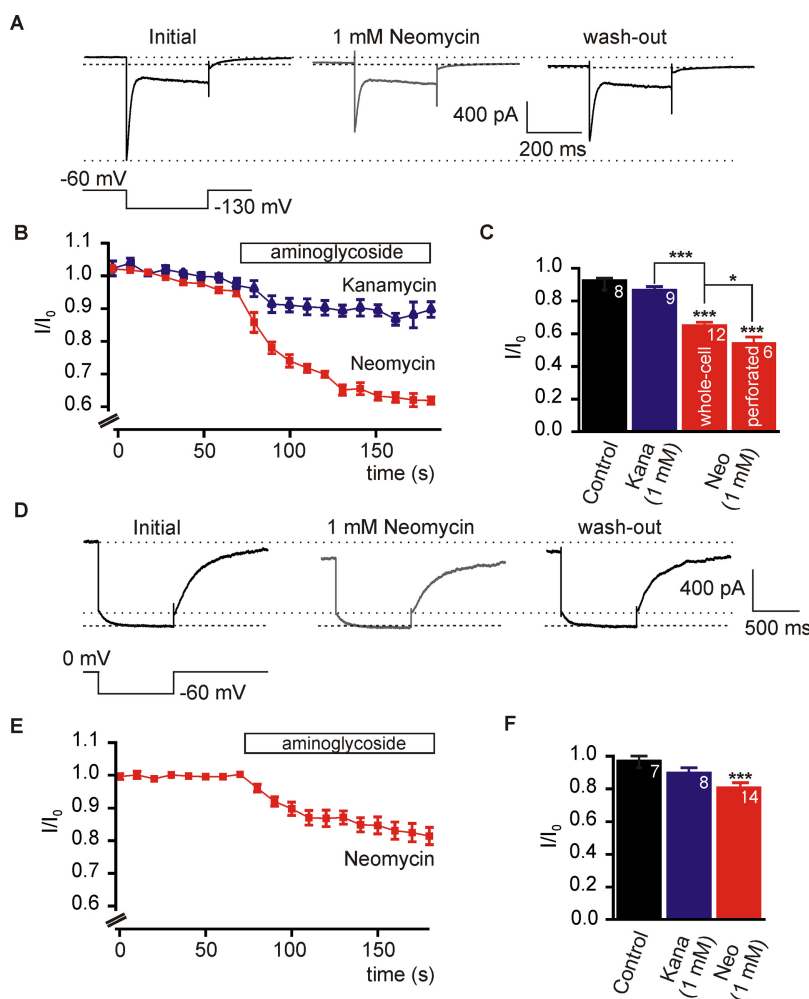 A
Initial
1 mM Neomycin
wash-out
400 pA
200 ms
-60 mV
-130 mV
B
1.1
1.0
0.9
0.8
0.7
0.6
I/I0
aminoglycoside
Kanamycin
Neomycin
0
50
100
150
time (s)
C
1.0
0.8
0.6
0.4
0.2
0.0
I/I0
***
*
***
***
8
9
12
6
whole-cell
perforated
Control
Kana
(1 mM)
Neo
(1 mM)
D
Initial
1 mM Neomycin
wash-out
400 pA
500 ms
0 mV
-60 mV
E
1.1
1.0
0.9
0.8
0.7
0.6
I/I0
aminoglycoside
Neomycin
0
50
100
150
time (s)
F
1.0
0.8
0.6
0.4
0.2
0.0
I/I0
***
7
8
14
Control
Kana
(1 mM)
Neo
(1 mM)